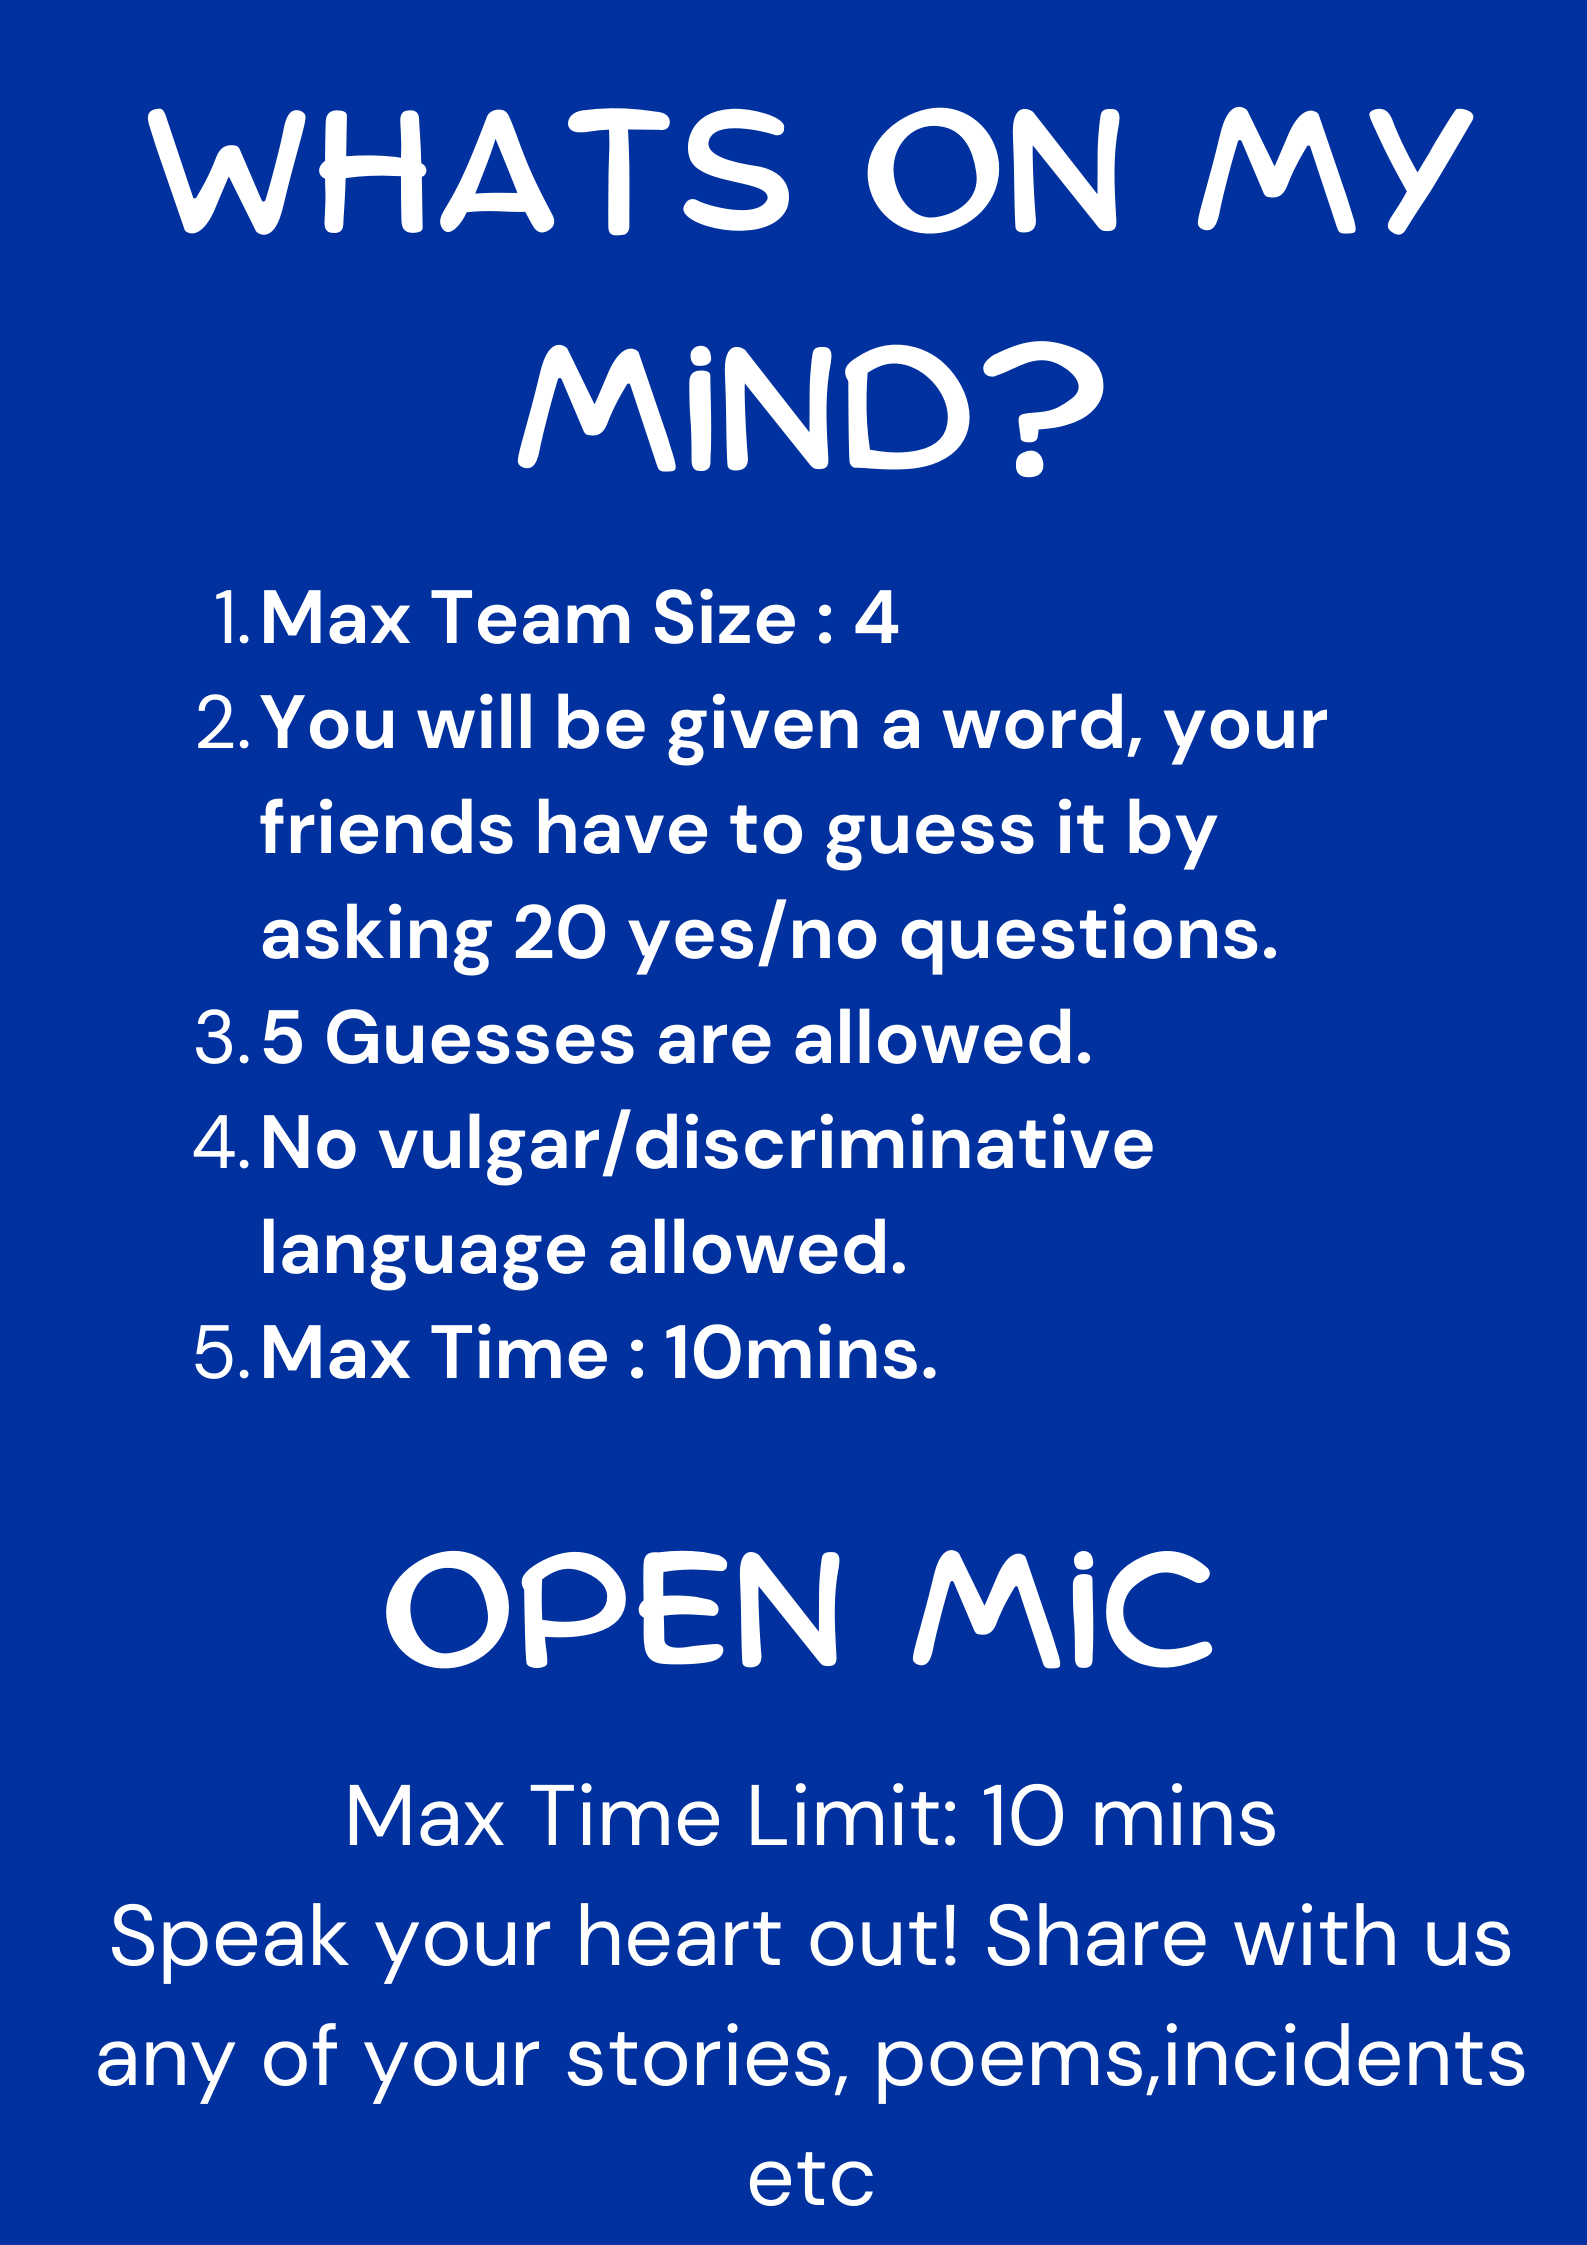 WHATS ON MY
MiND?
1. Max Team Size : 4
2. You will be given a word, your
friends have to guess it by
asking 20 yes/no questions.
3. 5 Guesses are allowed.
4. No vulgar/discriminative
language allowed.
5. Max Time : 10mins.
OPEN MiC
Max Time Limit: 10 mins
Speak your heart out! Share with us
any of your stories, poems,incidents
etc